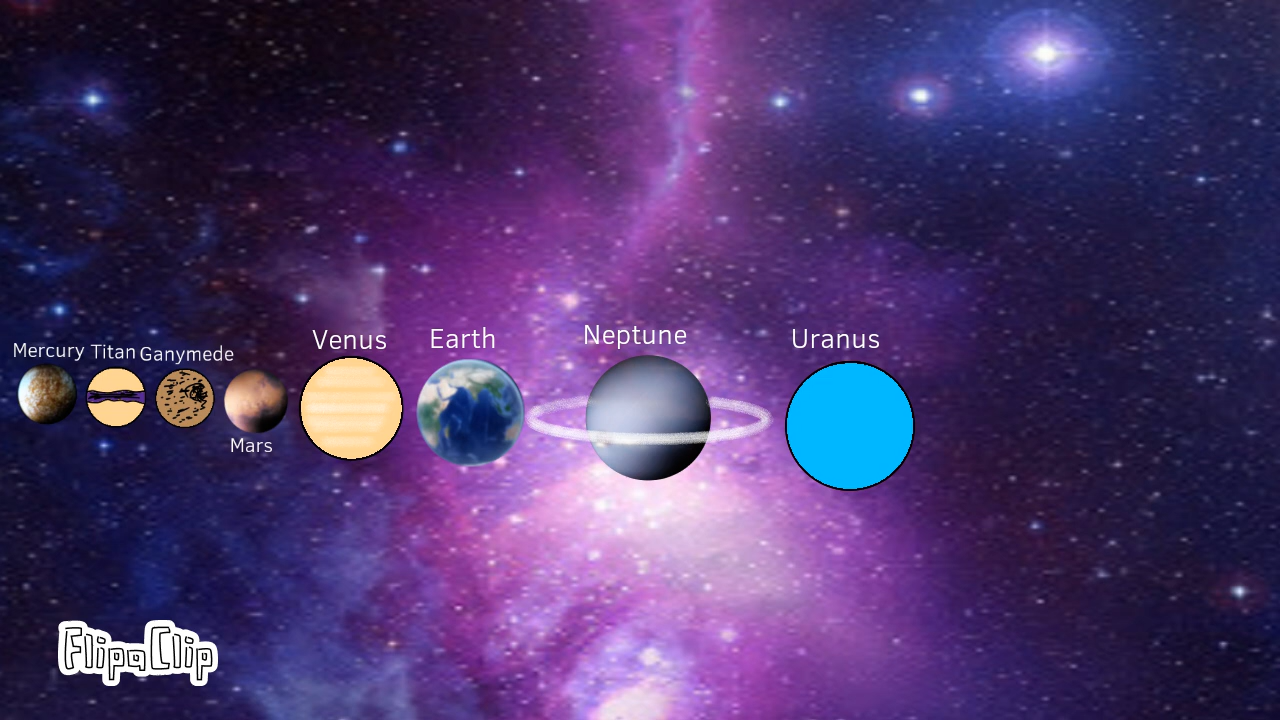 Mercury
Titan
Ganymede
Mars
Venus
Earth
Neptune
Uranus
FlipaClip